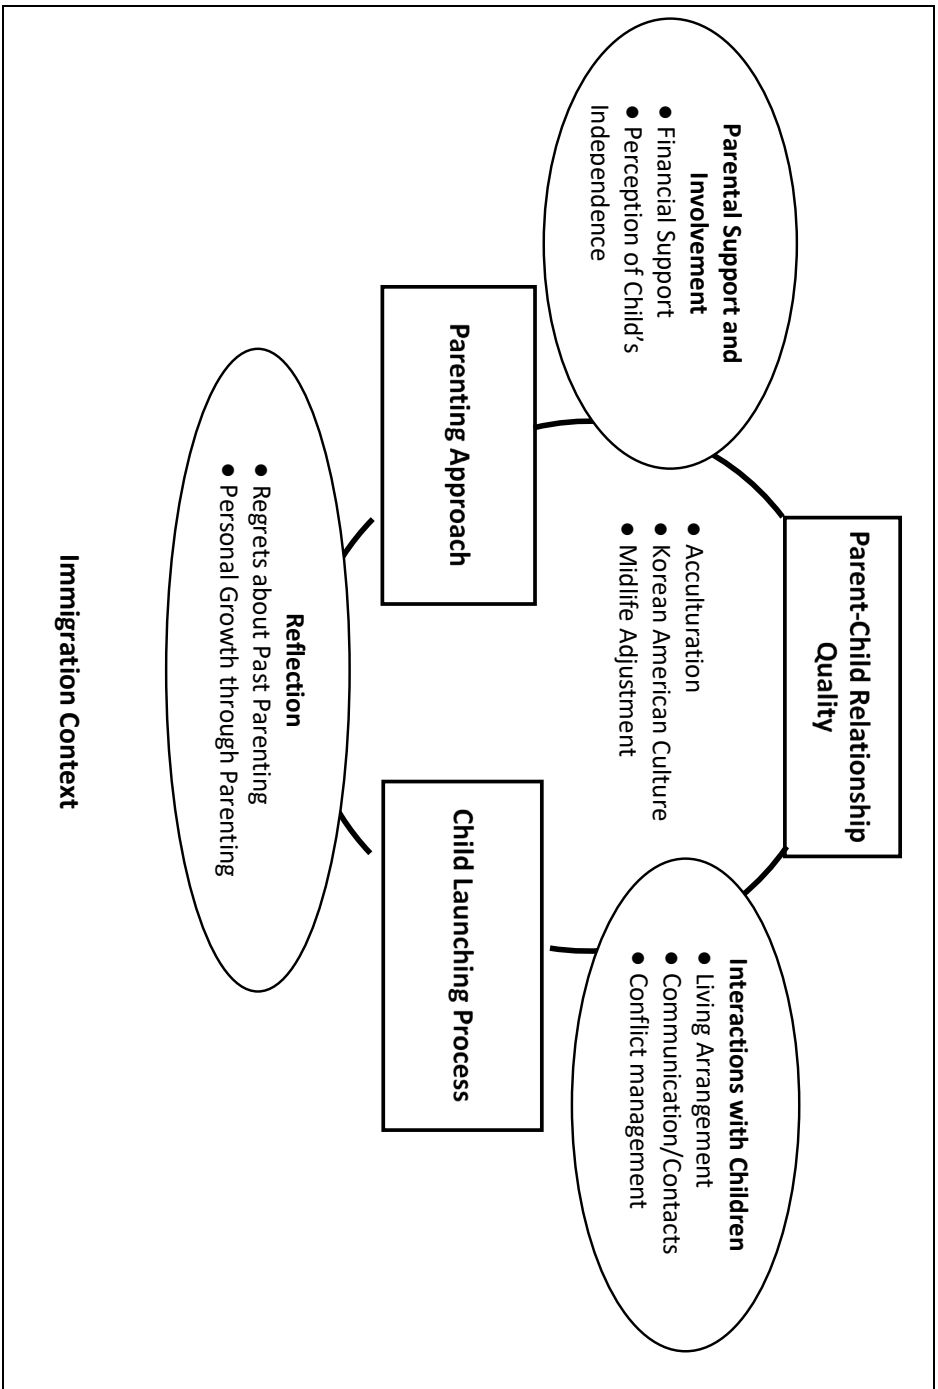 Parent-Child Relationship
Quality
Parental Support and
Involvement
● Financial Support
● Perception of Child’s
Independence
● Acculturation
● Korean American Culture
● Midlife Adjustment
Interactions with Children
● Living Arrangement
● Communication/Contacts
● Conflict management
Parenting Approach
Child Launching Process
Reflection
● Regrets about Past Parenting
● Personal Growth through Parenting
Immigration Context